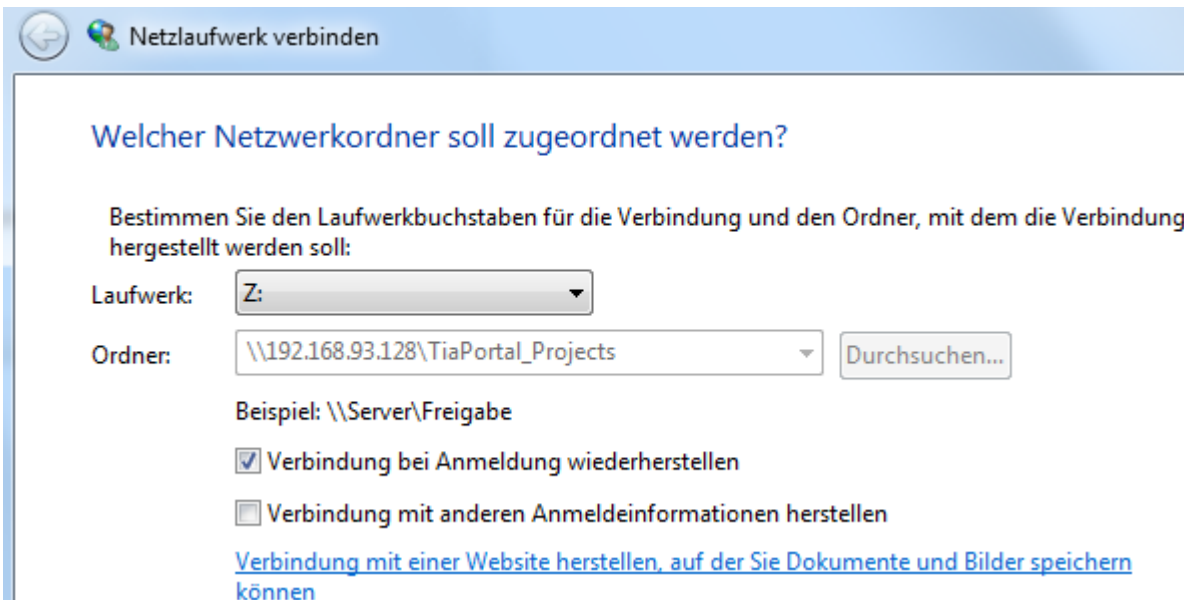 Netzlaufwerk verbinden
Welcher Netzwerkordner soll zugeordnet werden?
Bestimmen Sie den Laufwerkbuchstaben für die Verbindung und den Ordner, mit dem die Verbindung
hergestellt werden soll:
Laufwerk: Z:
Ordner: \\192.168.93.128\TiaPortal_Projects Durchsuchen...
Beispiel: \\Server\Freigabe
Verbindung bei Anmeldung wiederherstellen
Verbindung mit anderen Anmeldeinformationen herstellen
Verbindung mit einer Website herstellen, auf der Sie Dokumente und Bilder speichern
können